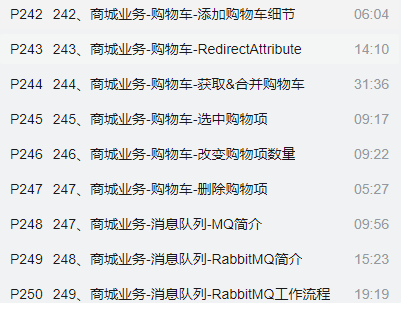 P242 242、商城业务-购物车-添加购物车细节 06:04
P243 243、商城业务-购物车-RedirectAttribute 14:10
P244 244、商城业务-购物车-获取&合并购物车 31:36
P245 245、商城业务-购物车-选中购物项 09:17
P246 246、商城业务-购物车-改变购物项数量 09:22
P247 247、商城业务-购物车-删除购物项 05:27
P248 247、商城业务-消息队列-MQ简介 09:56
P249 248、商城业务-消息队列-RabbitMQ简介 15:23
P250 249、商城业务-消息队列-RabbitMQ工作流程 19:19